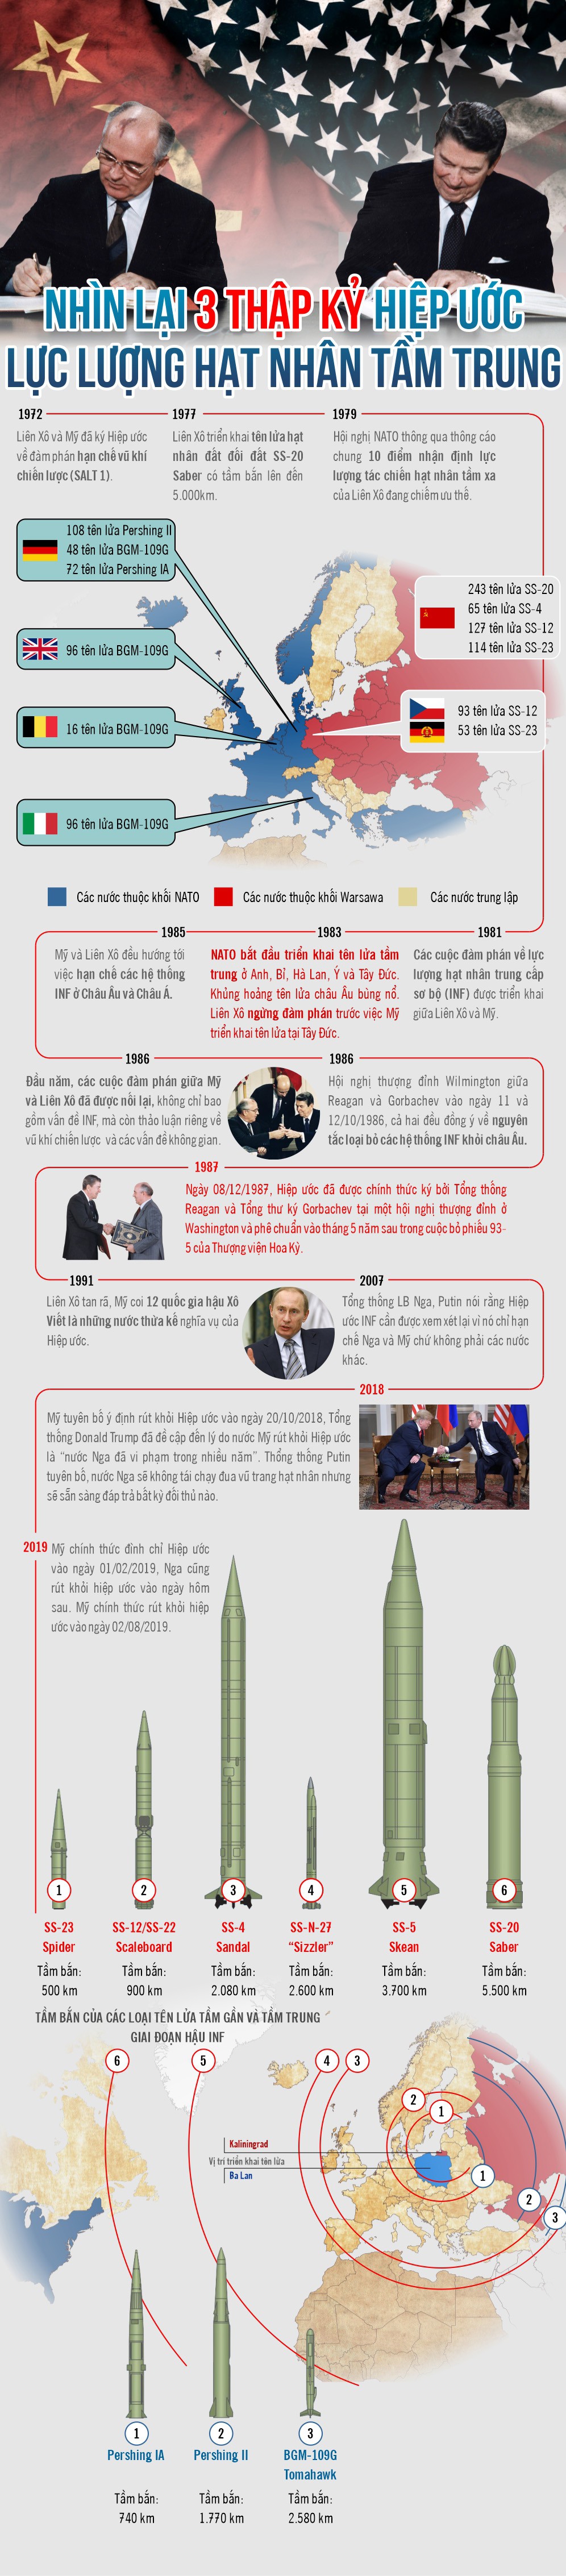 NHÌN LẠI 3 THẬP KỶ HIỆP ƯỚC
LỰC LƯỢNG HẠT NHÂN TẦM TRUNG
1972
Liên Xô và Mỹ đã ký Hiệp ước
về đàm phán hạn chế vũ khí
chiến lược (SALT 1).
1977
Liên Xô triển khai tên lửa hạt
nhân đất đối đất SS-20
Saber có tầm bắn lên đến
5.000km.
1979
Hội nghị NATO thông qua thông cáo
chung 10 điểm nhận định lực
lượng tác chiến hạt nhân tầm xa
của Liên Xô đang chiếm ưu thế.
108 tên lửa Pershing II
48 tên lửa BGM-109G
72 tên lửa Pershing IA
243 tên lửa SS-20
65 tên lửa SS-4
127 tên lửa SS-12
114 tên lửa SS-23
96 tên lửa BGM-109G
93 tên lửa SS-12
53 tên lửa SS-23
16 tên lửa BGM-109G
96 tên lửa BGM-109G
Các nước thuộc khối NATO
Các nước thuộc khối Warsawa
Các nước trung lập
1985
Mỹ và Liên Xô đều hướng tới
việc hạn chế các hệ thống
INF ở Châu Âu và Châu Á.
1983
NATO bắt đầu triển khai tên lửa tầm
trung ở Anh, Bỉ, Hà Lan, Ý và Tây Đức.
Khủng hoảng tên lửa châu Âu bùng nổ.
Liên Xô ngừng đàm phán trước việc Mỹ
triển khai tên lửa tại Tây Đức.
1981
Các cuộc đàm phán về lực
lượng hạt nhân trung cấp
sơ bộ (INF) được triển khai
giữa Liên Xô và Mỹ.
1986
Đầu năm, các cuộc đàm phán giữa Mỹ
và Liên Xô đã được nối lại, không chỉ bao
gồm vấn đề INF, mà còn thảo luận riêng về
vũ khí chiến lược và các vấn đề không gian.
1986
Hội nghị thượng đỉnh Wilmington giữa
Reagan và Gorbachev vào ngày 11 và
12/10/1986, cả hai đều đồng ý về nguyên
tắc loại bỏ các hệ thống INF khỏi châu Âu.
1987
Ngày 08/12/1987, Hiệp ước đã được chính thức ký bởi Tổng thống
Reagan và Tổng thư ký Gorbachev tại một hội nghị thượng đỉnh ở
Washington và phê chuẩn vào tháng 5 năm sau trong cuộc bỏ phiếu 93-
5 của Thượng viện Hoa Kỳ.
1991
Liên Xô tan rã, Mỹ coi 12 quốc gia hậu Xô
Viết là những nước thừa kế nghĩa vụ của
Hiệp ước.
2007
Tổng thống LB Nga, Putin nói rằng Hiệp
ước INF cần được xem xét lại vì nó chỉ hạn
chế Nga và Mỹ chứ không phải các nước
khác.
2018
Mỹ tuyên bố ý định rút khỏi Hiệp ước vào ngày 20/10/2018, Tổng
thống Donald Trump đã đề cập đến lý do nước Mỹ rút khỏi Hiệp ước
là “nước Nga đã vi phạm trong nhiều năm”. Thổng thống Putin
tuyên bố, nước Nga sẽ không tái chạy đua vũ trang hạt nhân nhưng
sẽ sẵn sàng đáp trả bất kỳ đối thủ nào.
2019
Mỹ chính thức đình chỉ Hiệp ước
vào ngày 01/02/2019, Nga cũng
rút khỏi hiệp ước vào ngày hôm
sau. Mỹ chính thức rút khỏi hiệp
ước vào ngày 02/08/2019.
1
2
3
4
5
6
SS-23
Spider
Tầm bắn:
500 km
SS-12/SS-22
Scaleboard
Tầm bắn:
900 km
SS-4
Sandal
Tầm bắn:
2.080 km
SS-N-27
“Sizzler”
Tầm bắn:
2.600 km
SS-5
Skean
Tầm bắn:
3.700 km
SS-20
Saber
Tầm bắn:
5.500 km
TẦM BẮN CỦA CÁC LOẠI TÊN LỬA TẦM GẦN VÀ TẦM TRUNG
GIAI ĐOẠN HẬU INF
6
5
4
3
2
1
Kaliningrad
Vị trí triển khai tên lửa
Ba Lan
1
2
3
1
2
3
Pershing IA
Tầm bắn:
740 km
Pershing II
Tầm bắn:
1.770 km
BGM-109G
Tomahawk
Tầm bắn:
2.580 km